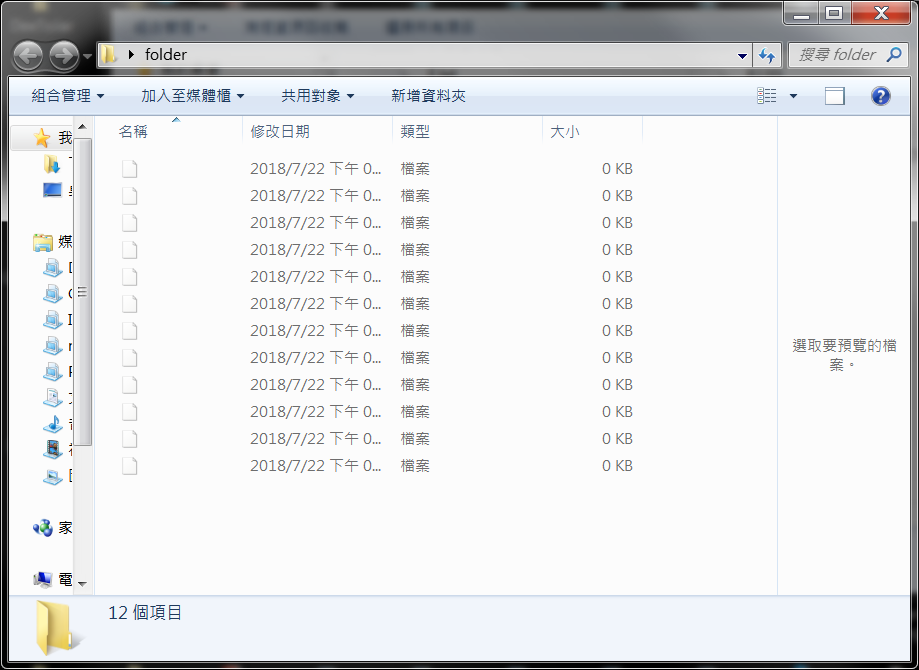 folder
搜尋 folder
組合管理 加入至媒體櫃 共用對象 新增資料夾
名稱 修改日期 類型 大小
2018/7/22 下午 0... 檔案 0 KB
2018/7/22 下午 0... 檔案 0 KB
2018/7/22 下午 0... 檔案 0 KB
2018/7/22 下午 0... 檔案 0 KB
2018/7/22 下午 0... 檔案 0 KB
2018/7/22 下午 0... 檔案 0 KB
2018/7/22 下午 0... 檔案 0 KB
2018/7/22 下午 0... 檔案 0 KB
2018/7/22 下午 0... 檔案 0 KB
2018/7/22 下午 0... 檔案 0 KB
2018/7/22 下午 0... 檔案 0 KB
2018/7/22 下午 0... 檔案 0 KB
我
媒
家
電
選取要預覽的檔
案。
12 個項目